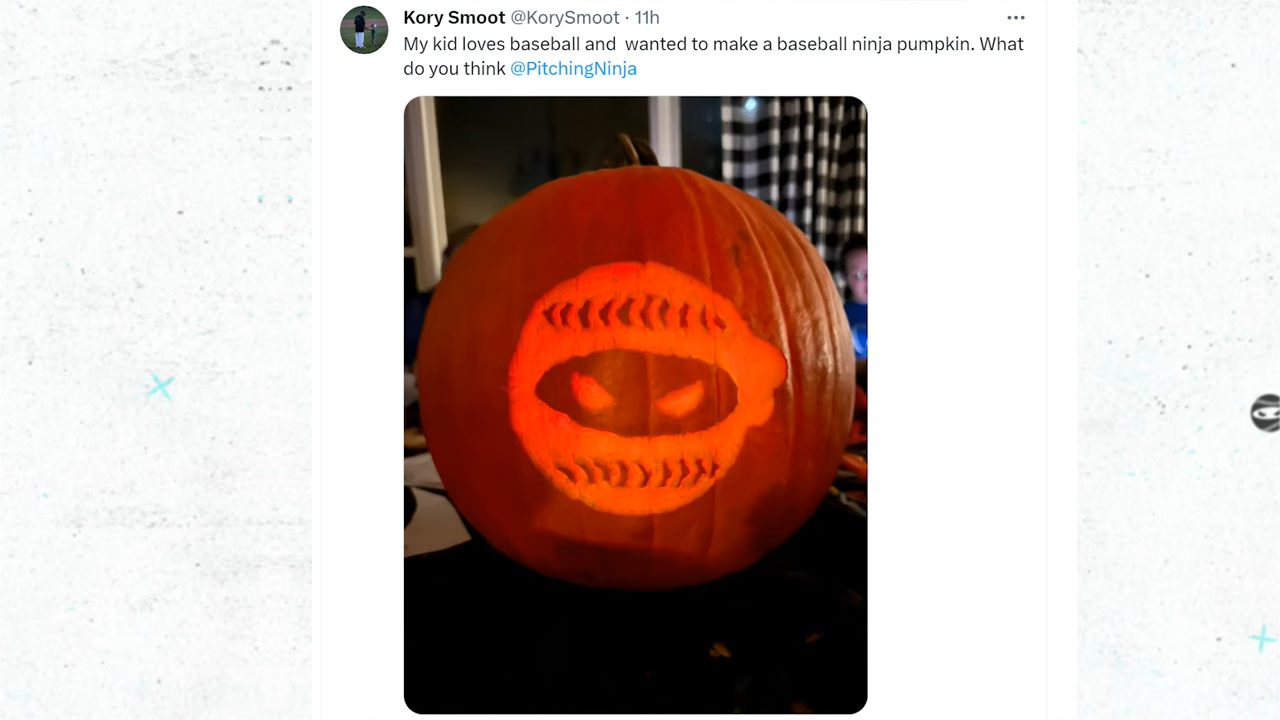 Kory Smoot @KorySmoot · 11h
My kid loves baseball and  wanted to make a baseball ninja pumpkin. What
do you think @PitchingNinja